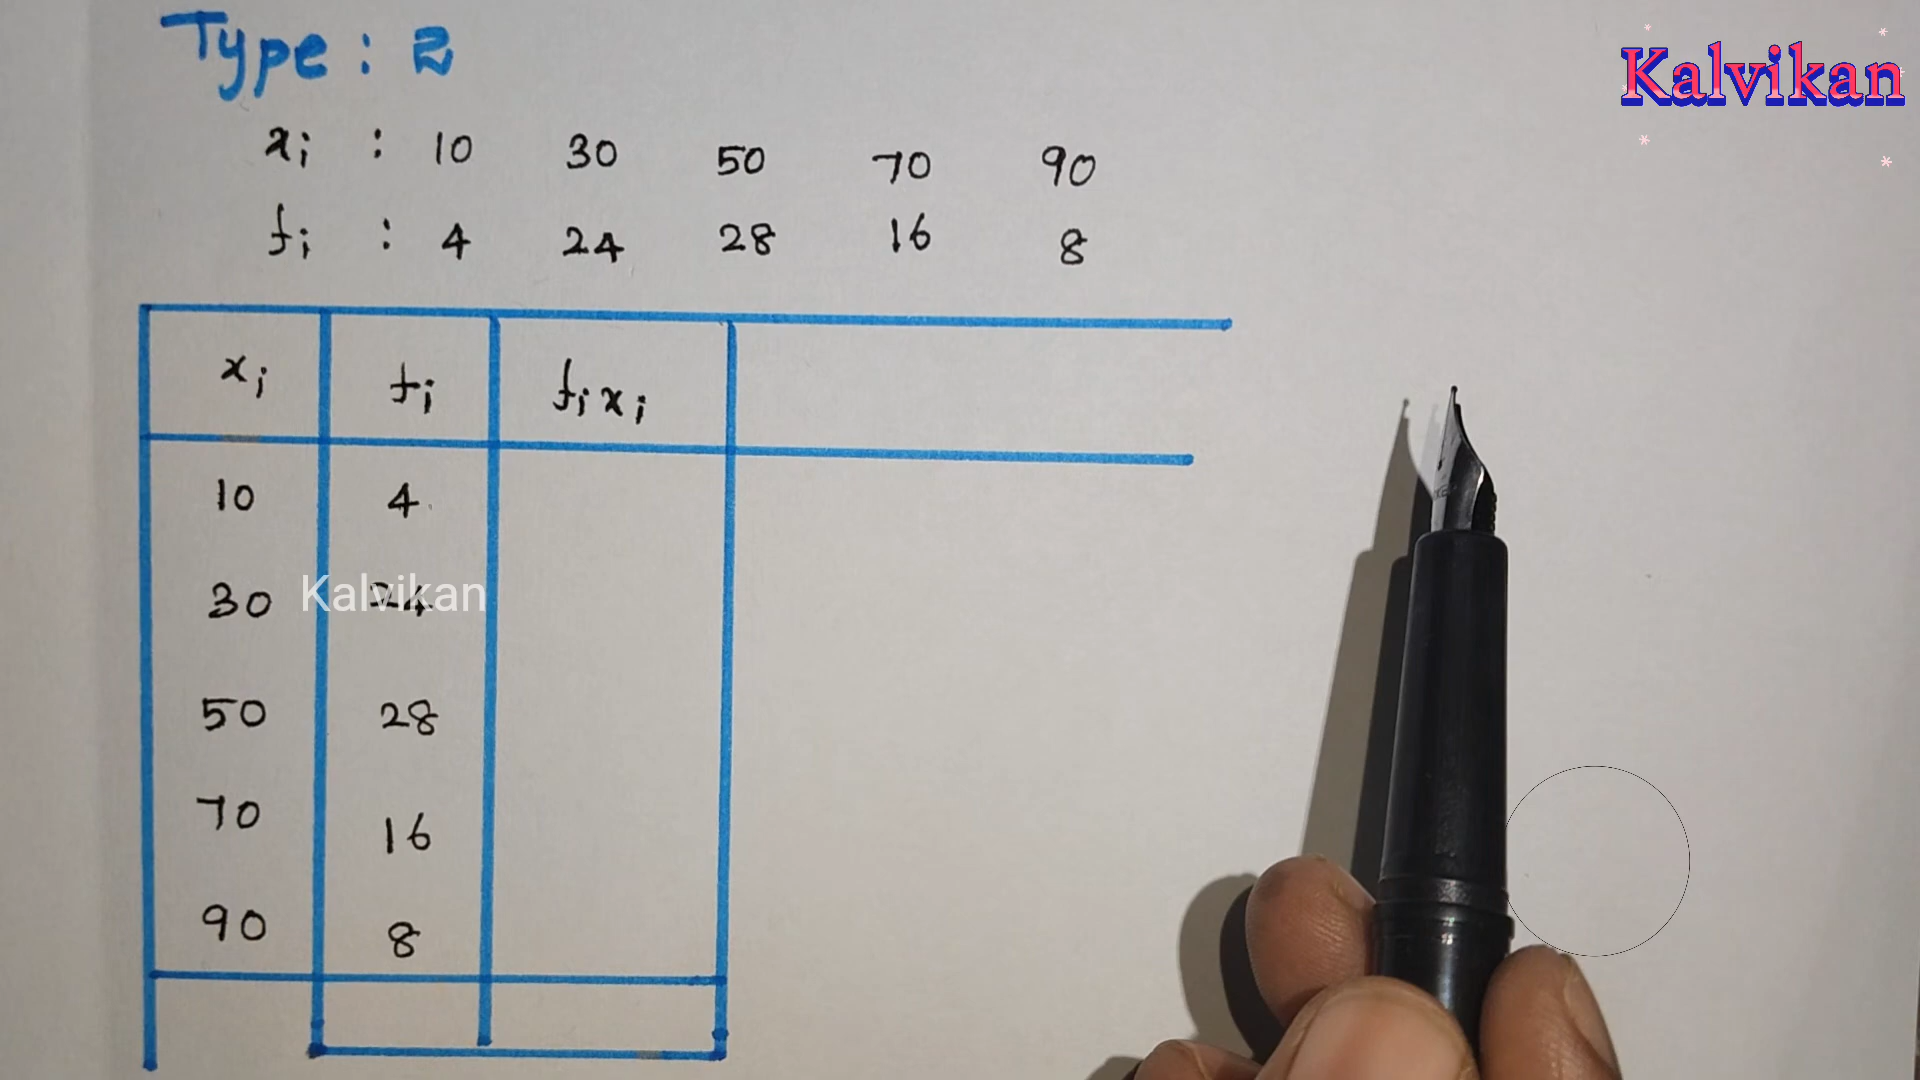 Type : 2
Kalvikan
xi : 10 30 50 70 90
fi : 4 24 28 16 8
xi fi fixi
10 4
30 24
Kalvikan
50 28
70 16
90 8